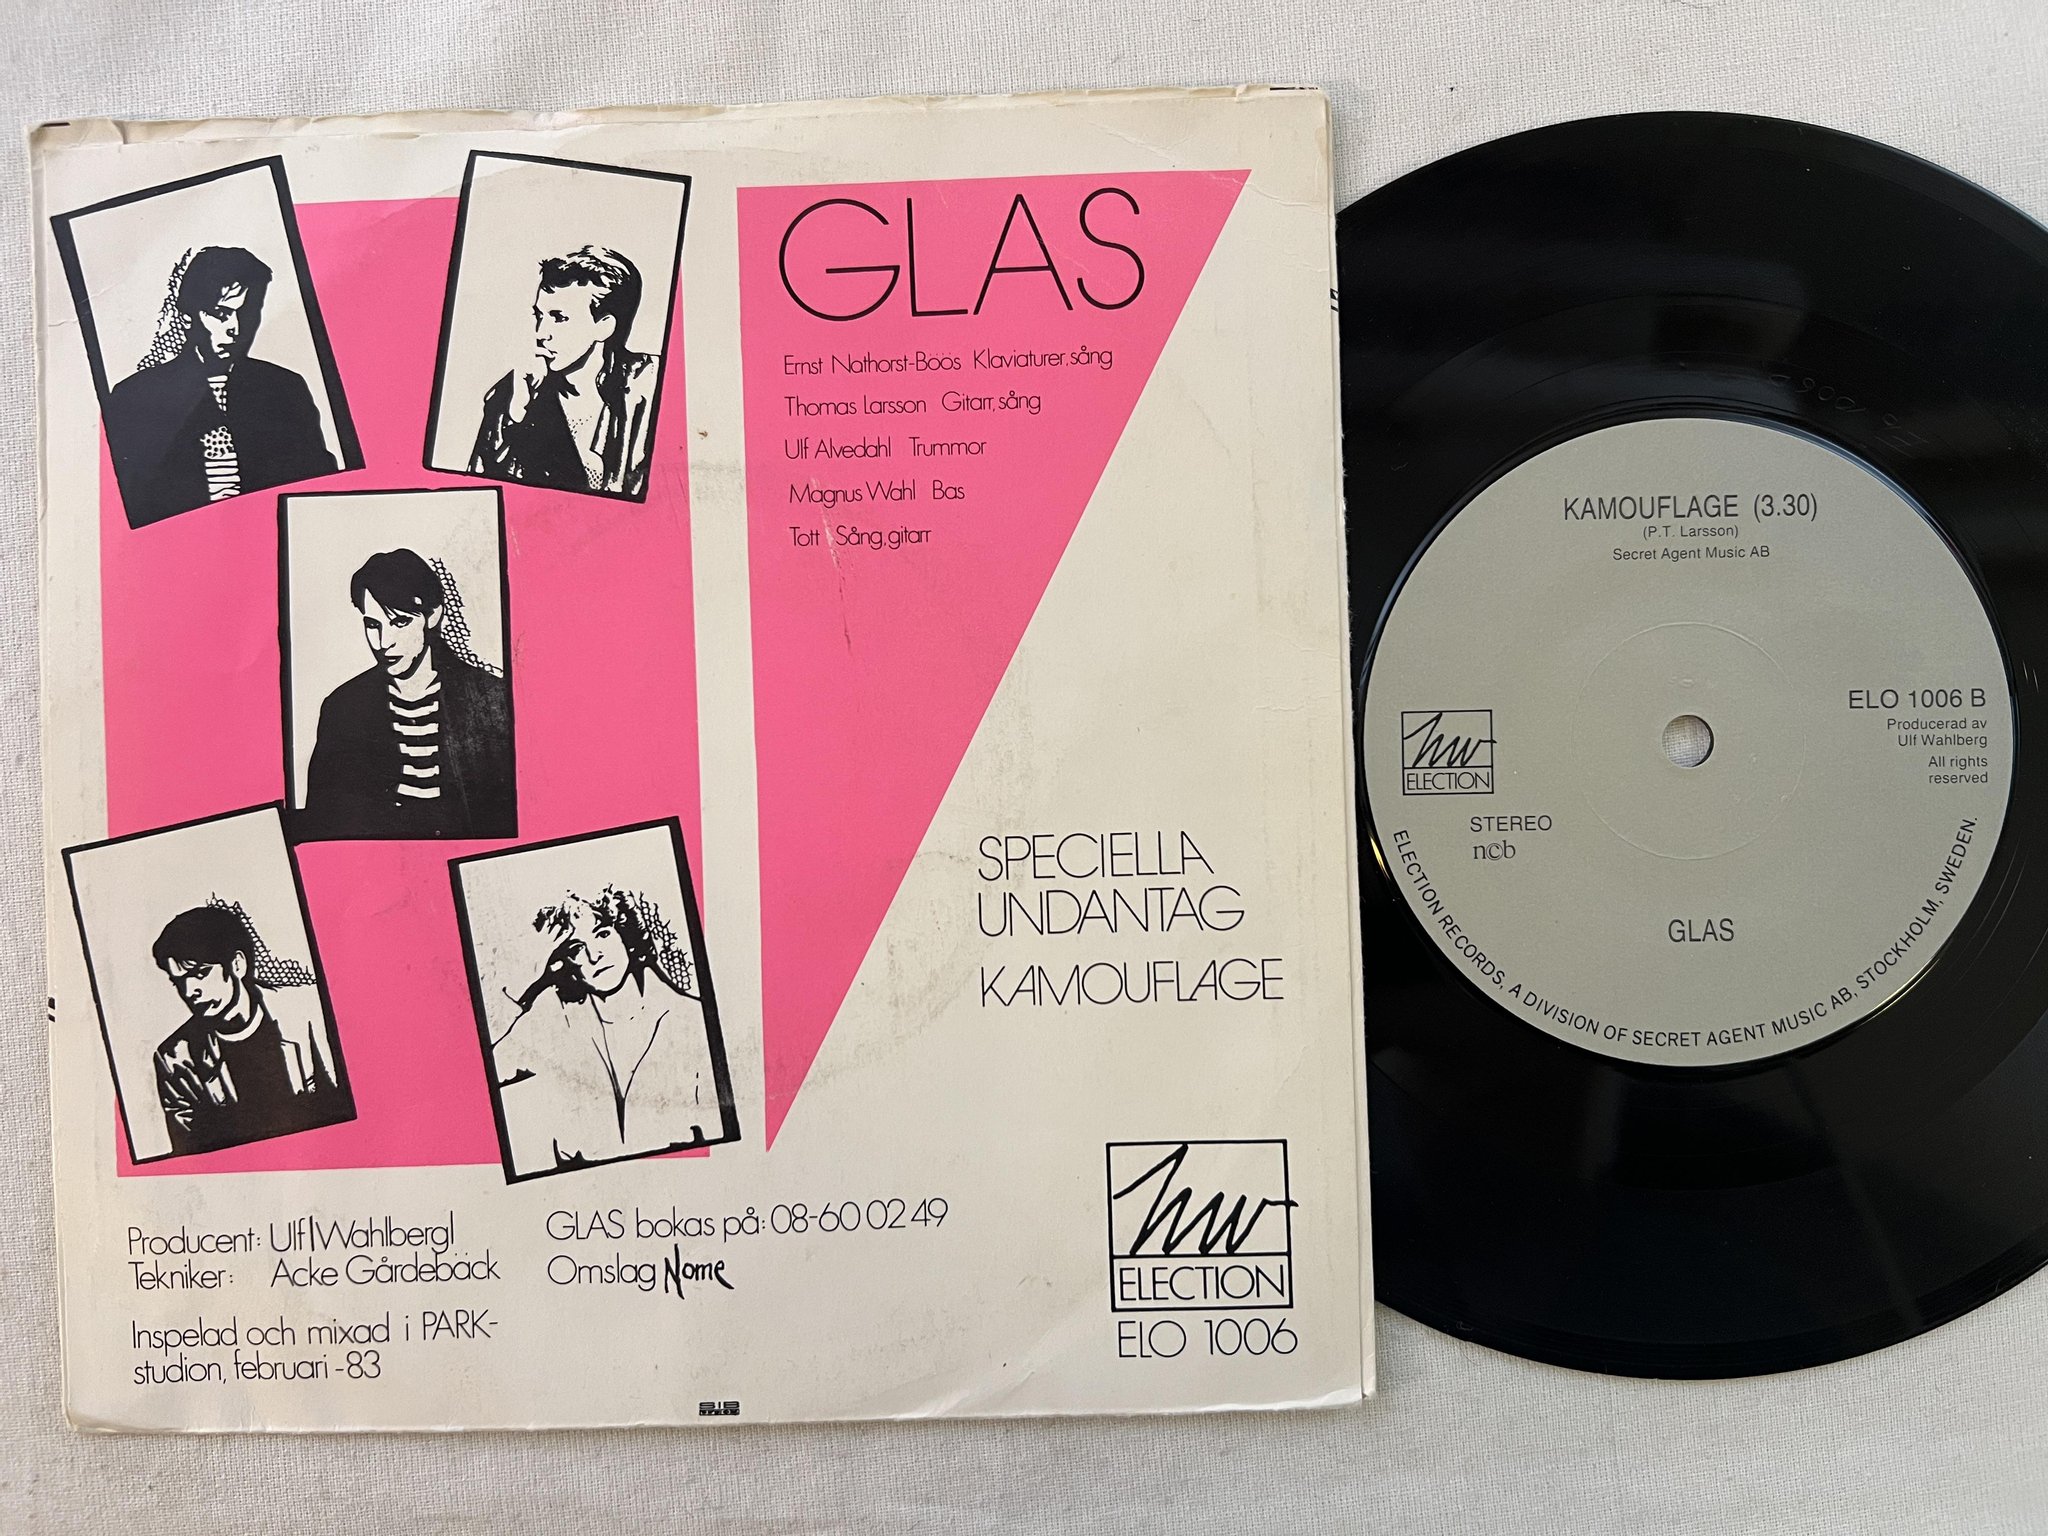 GLAS
Ernst Nathorst-Böös Klaviaturer, sång
Thomas Larsson Gitarr, sång
Ulf Alvedahl Trummor
Magnus Wahl Bas
Tott Sång, gitarr
SPECIELLA
UNDANTAG
KAMOUFLAGE
Producent: Ulf Wahlberg
Tekniker: Acke Gårdebäck
Inspelad och mixad i PARK-
studion, februari -83
GLAS bokas på: 08-60 02 49
Omslag Nome
ELECTION
ELO 1006
SIB
KAMOUFLAGE (3.30)
(P.T. Larsson)
Secret Agent Music AB
ELO 1006 B
Producerad av
Ulf Wahlberg
All rights
reserved
ELECTION
STEREO
n©b
GLAS
ELECTION RECORDS, A DIVISION OF SECRET AGENT MUSIC AB, STOCKHOLM, SWEDEN.